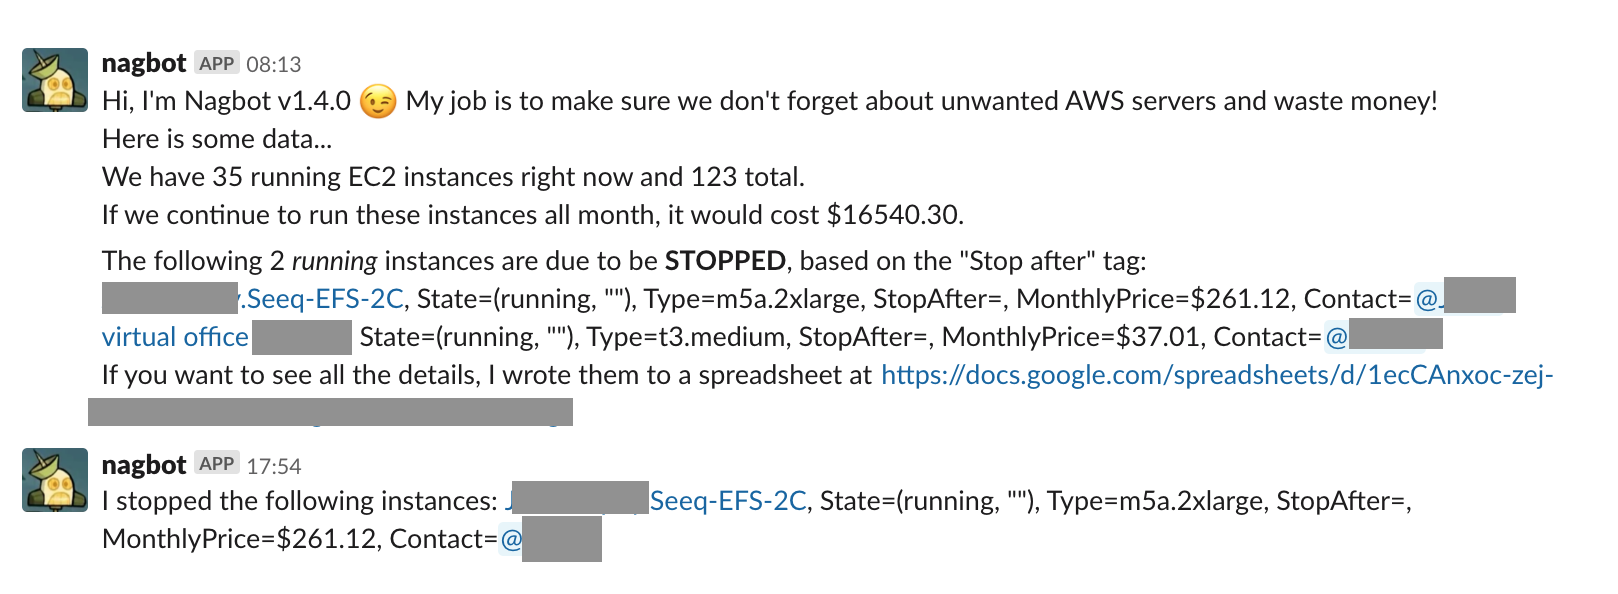 nagbot APP 08:13
Hi, I'm Nagbot v1.4.0 😉 My job is to make sure we don't forget about unwanted AWS servers and waste money!
Here is some data...
We have 35 running EC2 instances right now and 123 total.
If we continue to run these instances all month, it would cost $16540.30.
The following 2 running instances are due to be STOPPED, based on the "Stop after" tag:
.Seeq-EFS-2C, State=(running, ""), Type=m5a.2xlarge, StopAfter=, MonthlyPrice=$261.12, Contact=@
virtual office State=(running, ""), Type=t3.medium, StopAfter=, MonthlyPrice=$37.01, Contact=@
If you want to see all the details, I wrote them to a spreadsheet at https://docs.google.com/spreadsheets/d/1ecCAnxoc-zej-
nagbot APP 17:54
I stopped the following instances: Seeq-EFS-2C, State=(running, ""), Type=m5a.2xlarge, StopAfter=,
MonthlyPrice=$261.12, Contact=@